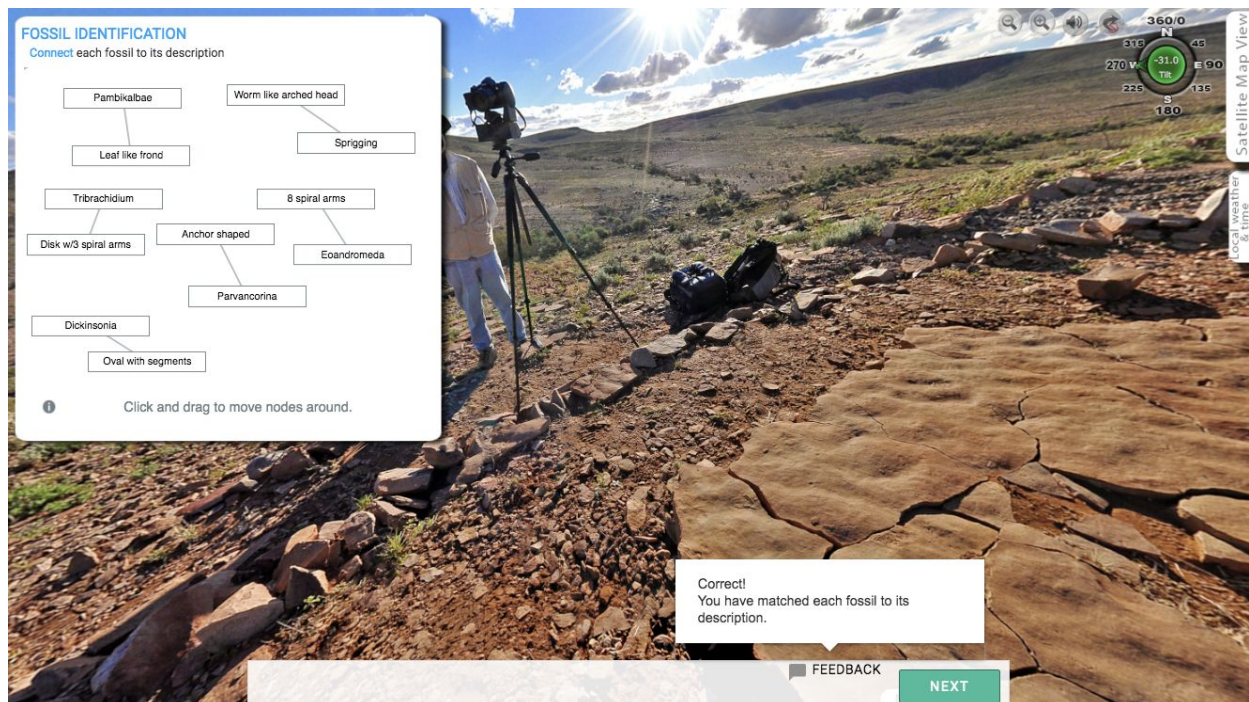 FOSSIL IDENTIFICATION
Connect each fossil to its description
Pambikalbae
Worm like arched head
Sprigging
Leaf like frond
Tribrachidium
8 spiral arms
Anchor shaped
Disk w/3 spiral arms
Eoandromeda
Parvancorina
Dickinsonia
Oval with segments
Click and drag to move nodes around.
360/0
N
315
45
270 W
-31.0
E 90
Tilt
225
135
S
180
Satellite Map View
Local weather
& time
Correct!
You have matched each fossil to its
description.
FEEDBACK
NEXT